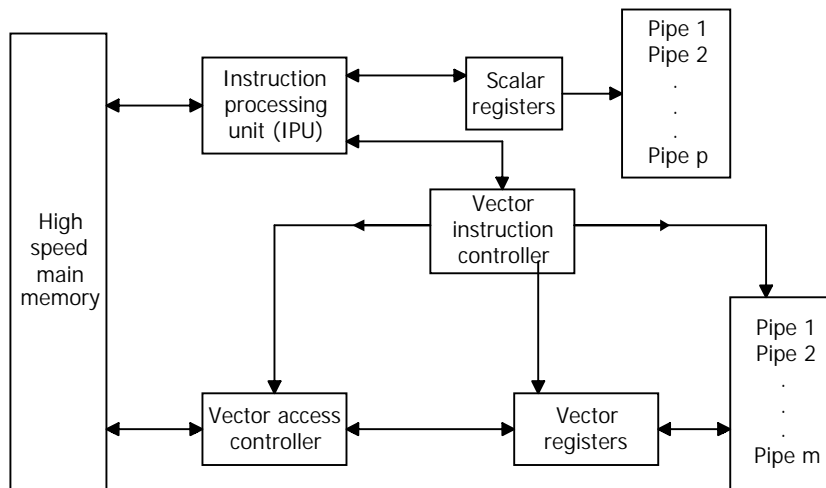 High
speed
main
memory
Instruction
processing
unit (IPU)
Scalar
registers
Pipe 1
Pipe 2
.
.
.
Pipe p
Vector
instruction
controller
Vector access
controller
Vector
registers
Pipe 1
Pipe 2
.
.
.
Pipe m